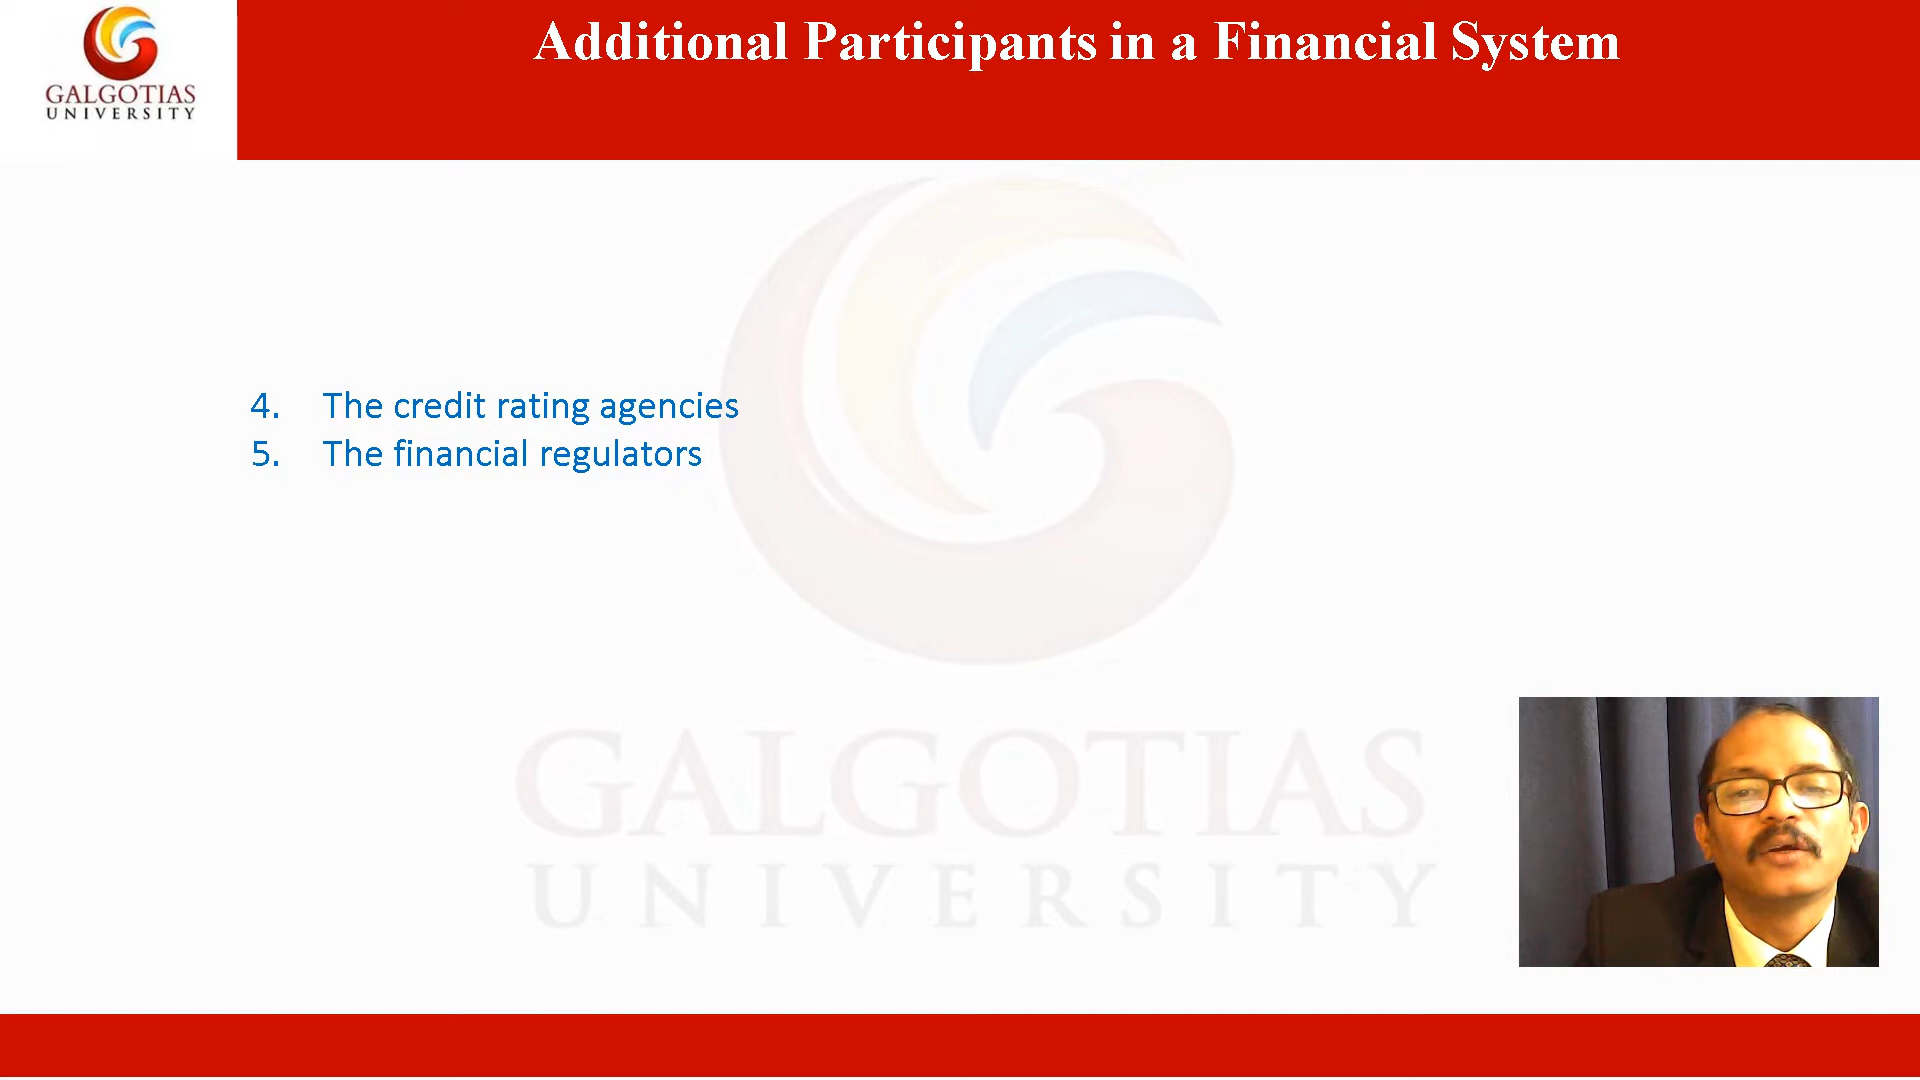 GALGOTIAS
UNIVERSITY
Additional Participants in a Financial System
4. The credit rating agencies
5. The financial regulators
GALGOTIAS
UNIVERSITY